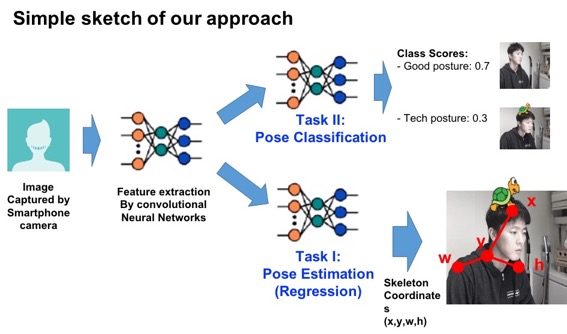 Simple sketch of our approach
Class Scores:
- Good posture: 0.7
- Tech posture: 0.3
Task II:
Pose Classification
Image
Captured by
Smartphone
camera
Feature extraction
By convolutional
Neural Networks
Task I:
Pose Estimation
(Regression)
Skeleton
Coordinate
s
(x,y,w,h)
x
y
w
h